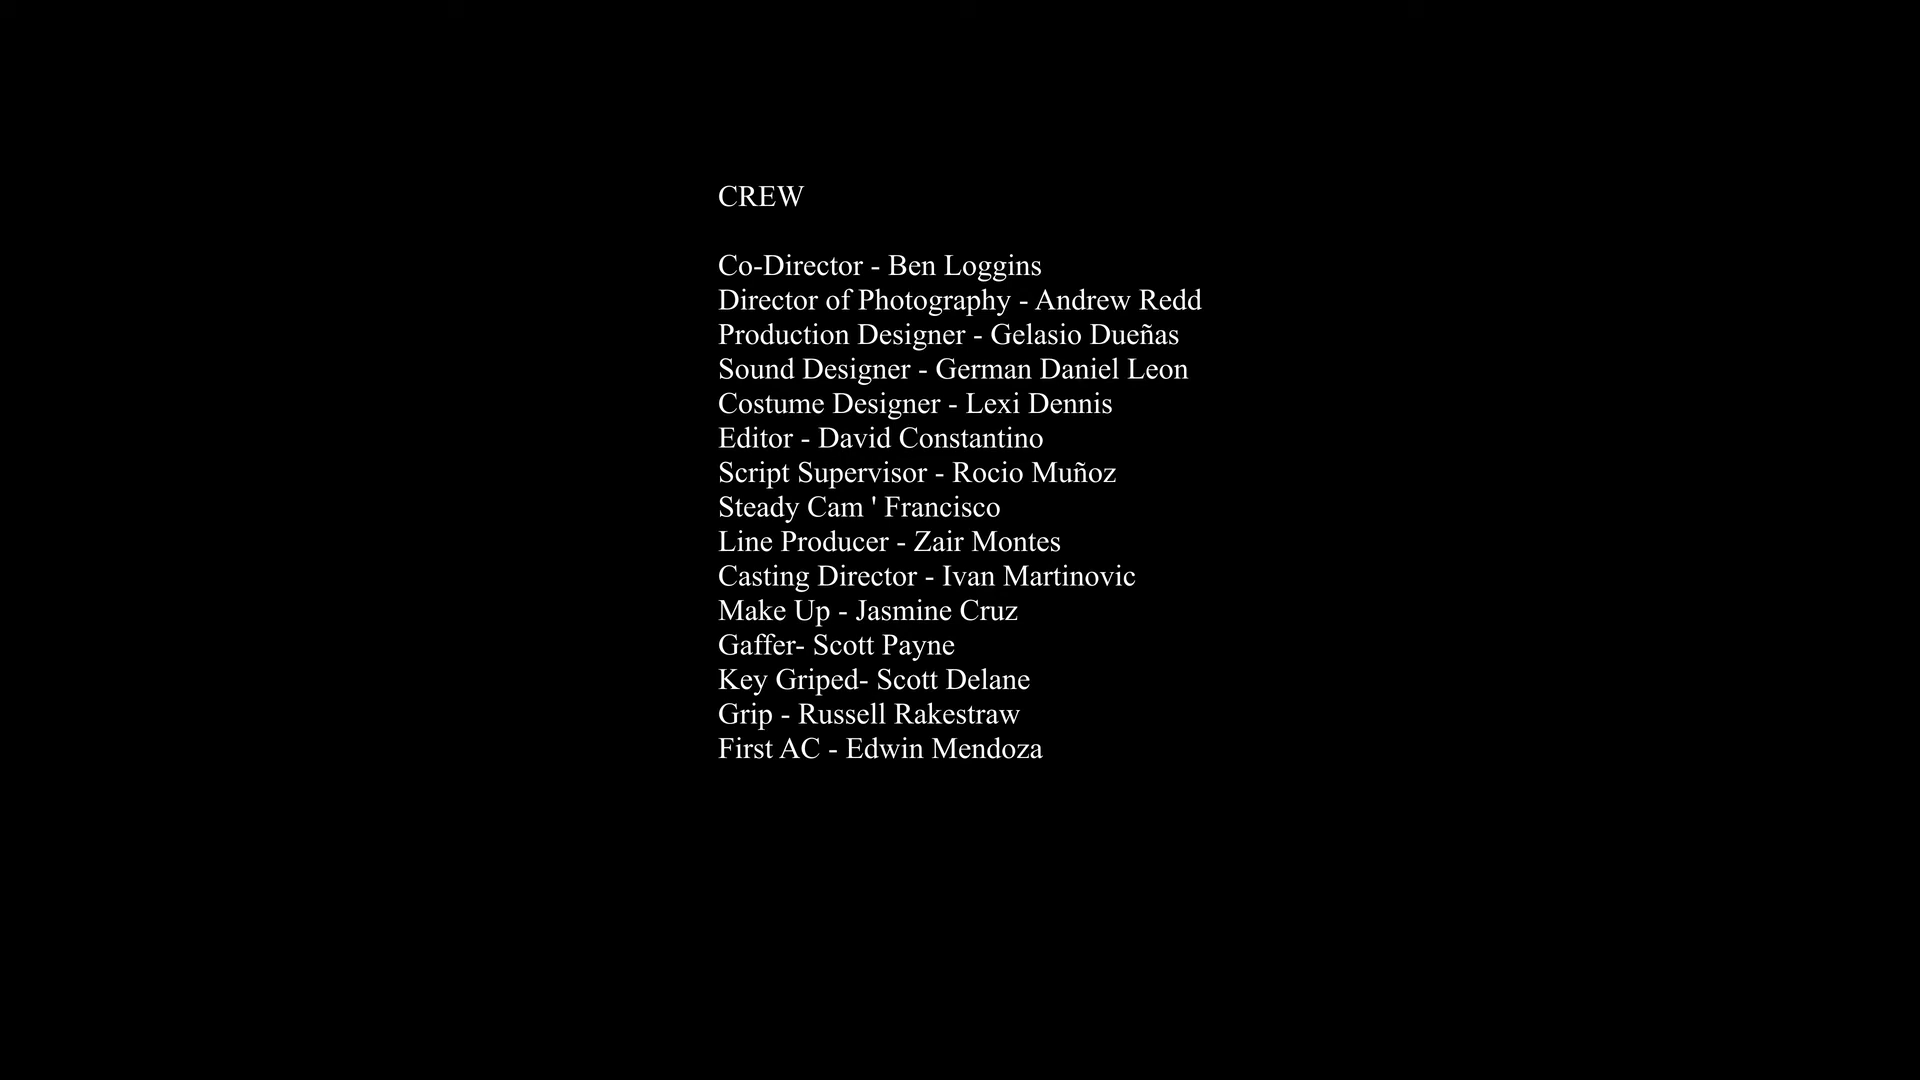 CREW
Co-Director - Ben Loggins
Director of Photography - Andrew Redd
Production Designer - Gelasio Dueñas
Sound Designer - German Daniel Leon
Costume Designer - Lexi Dennis
Editor - David Constantino
Script Supervisor - Rocio Muñoz
Steady Cam ' Francisco
Line Producer - Zair Montes
Casting Director - Ivan Martinovic
Make Up - Jasmine Cruz
Gaffer- Scott Payne
Key Griped- Scott Delane
Grip - Russell Rakestraw
First AC - Edwin Mendoza